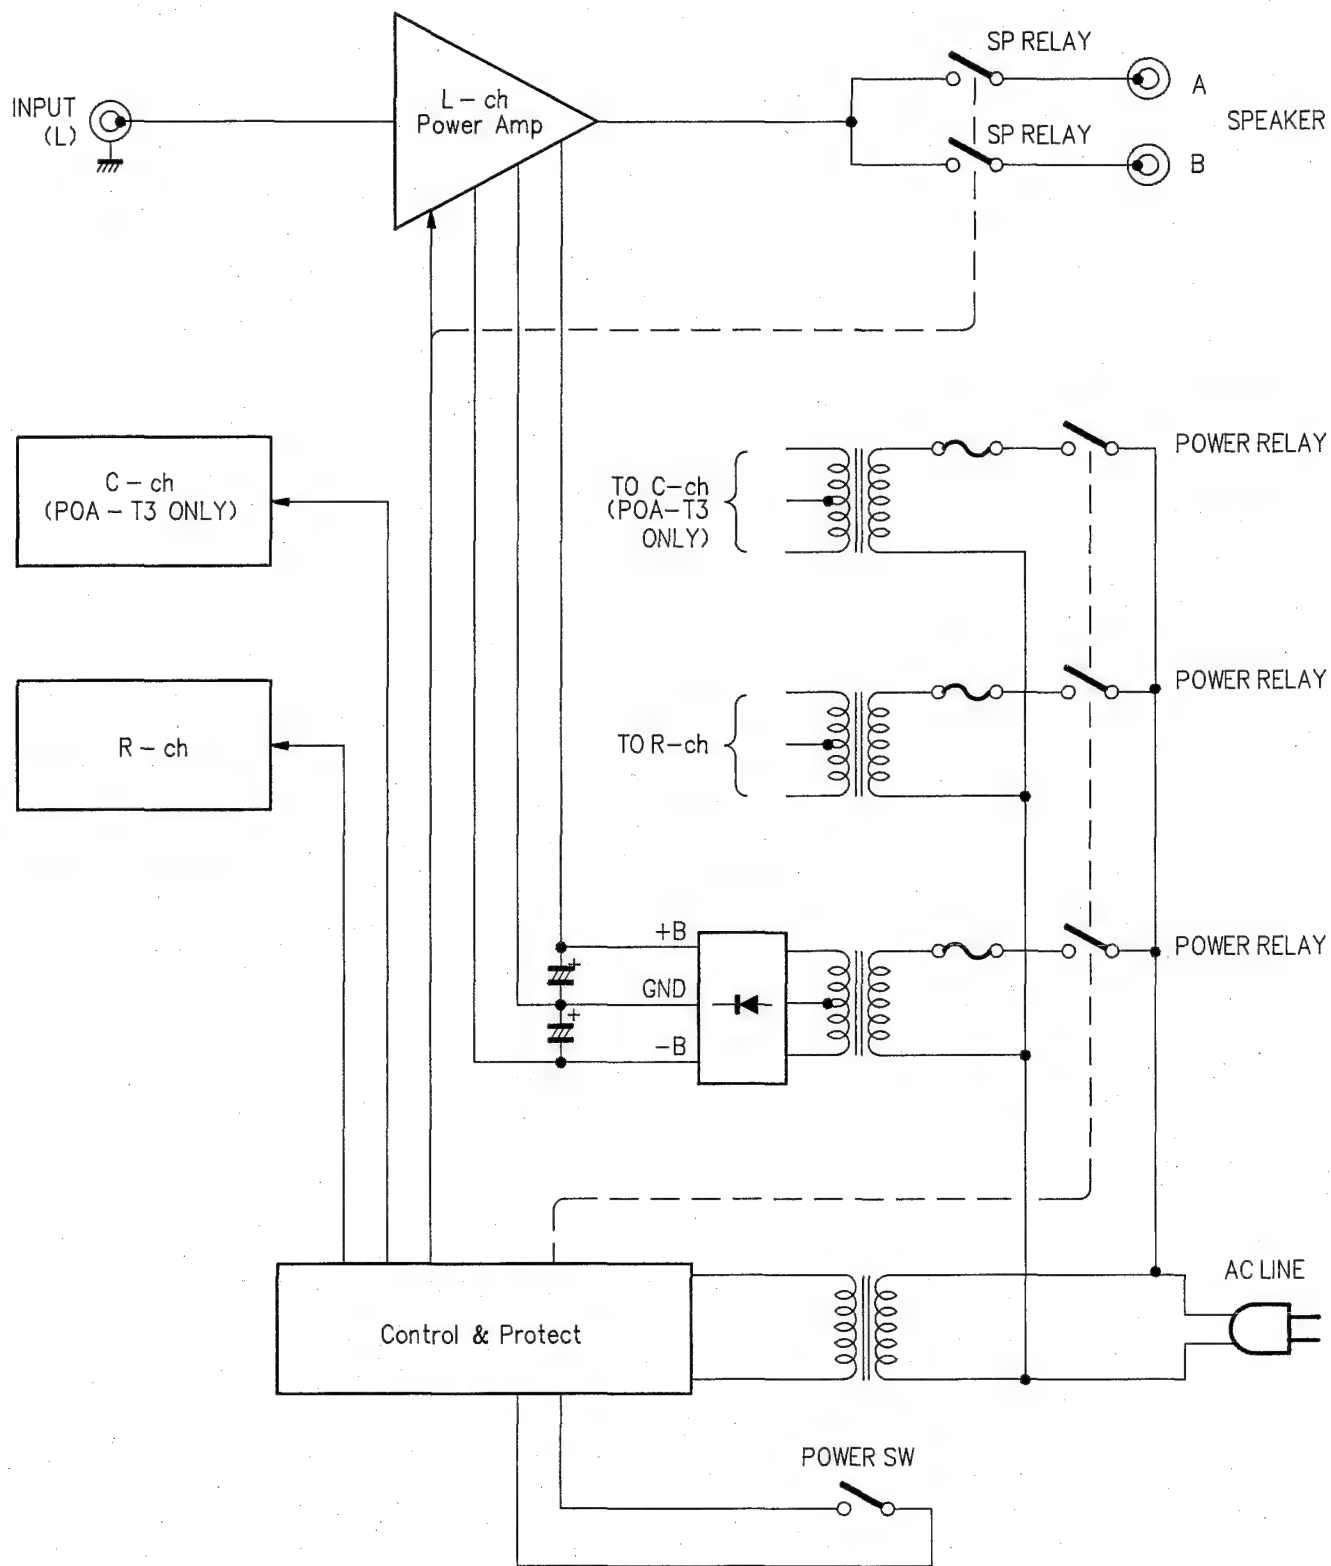 SP RELAY
A
INPUT
(L)
L-ch
Power Amp
SPEAKER
SP RELAY
B
POWER RELAY
C-ch
(POA-T3 ONLY)
TO C-ch
(POA-T3
ONLY)
POWER RELAY
R-ch
TO R-ch
+B
POWER RELAY
GND
-B
AC LINE
Control & Protect
POWER SW
+
+